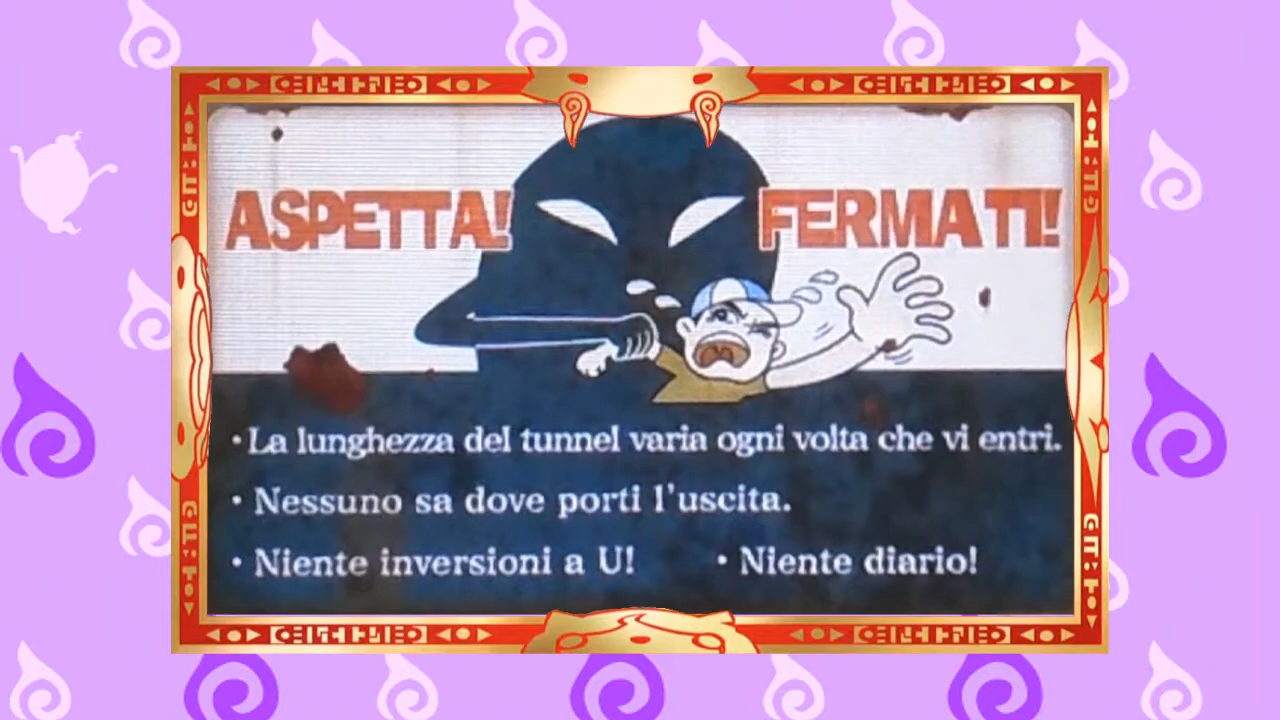 ASPETTA! FERMATI!
• La lunghezza del tunnel varia ogni volta che vi entri.
• Nessuno sa dove porti l'uscita.
• Niente inversioni a U! • Niente diario!